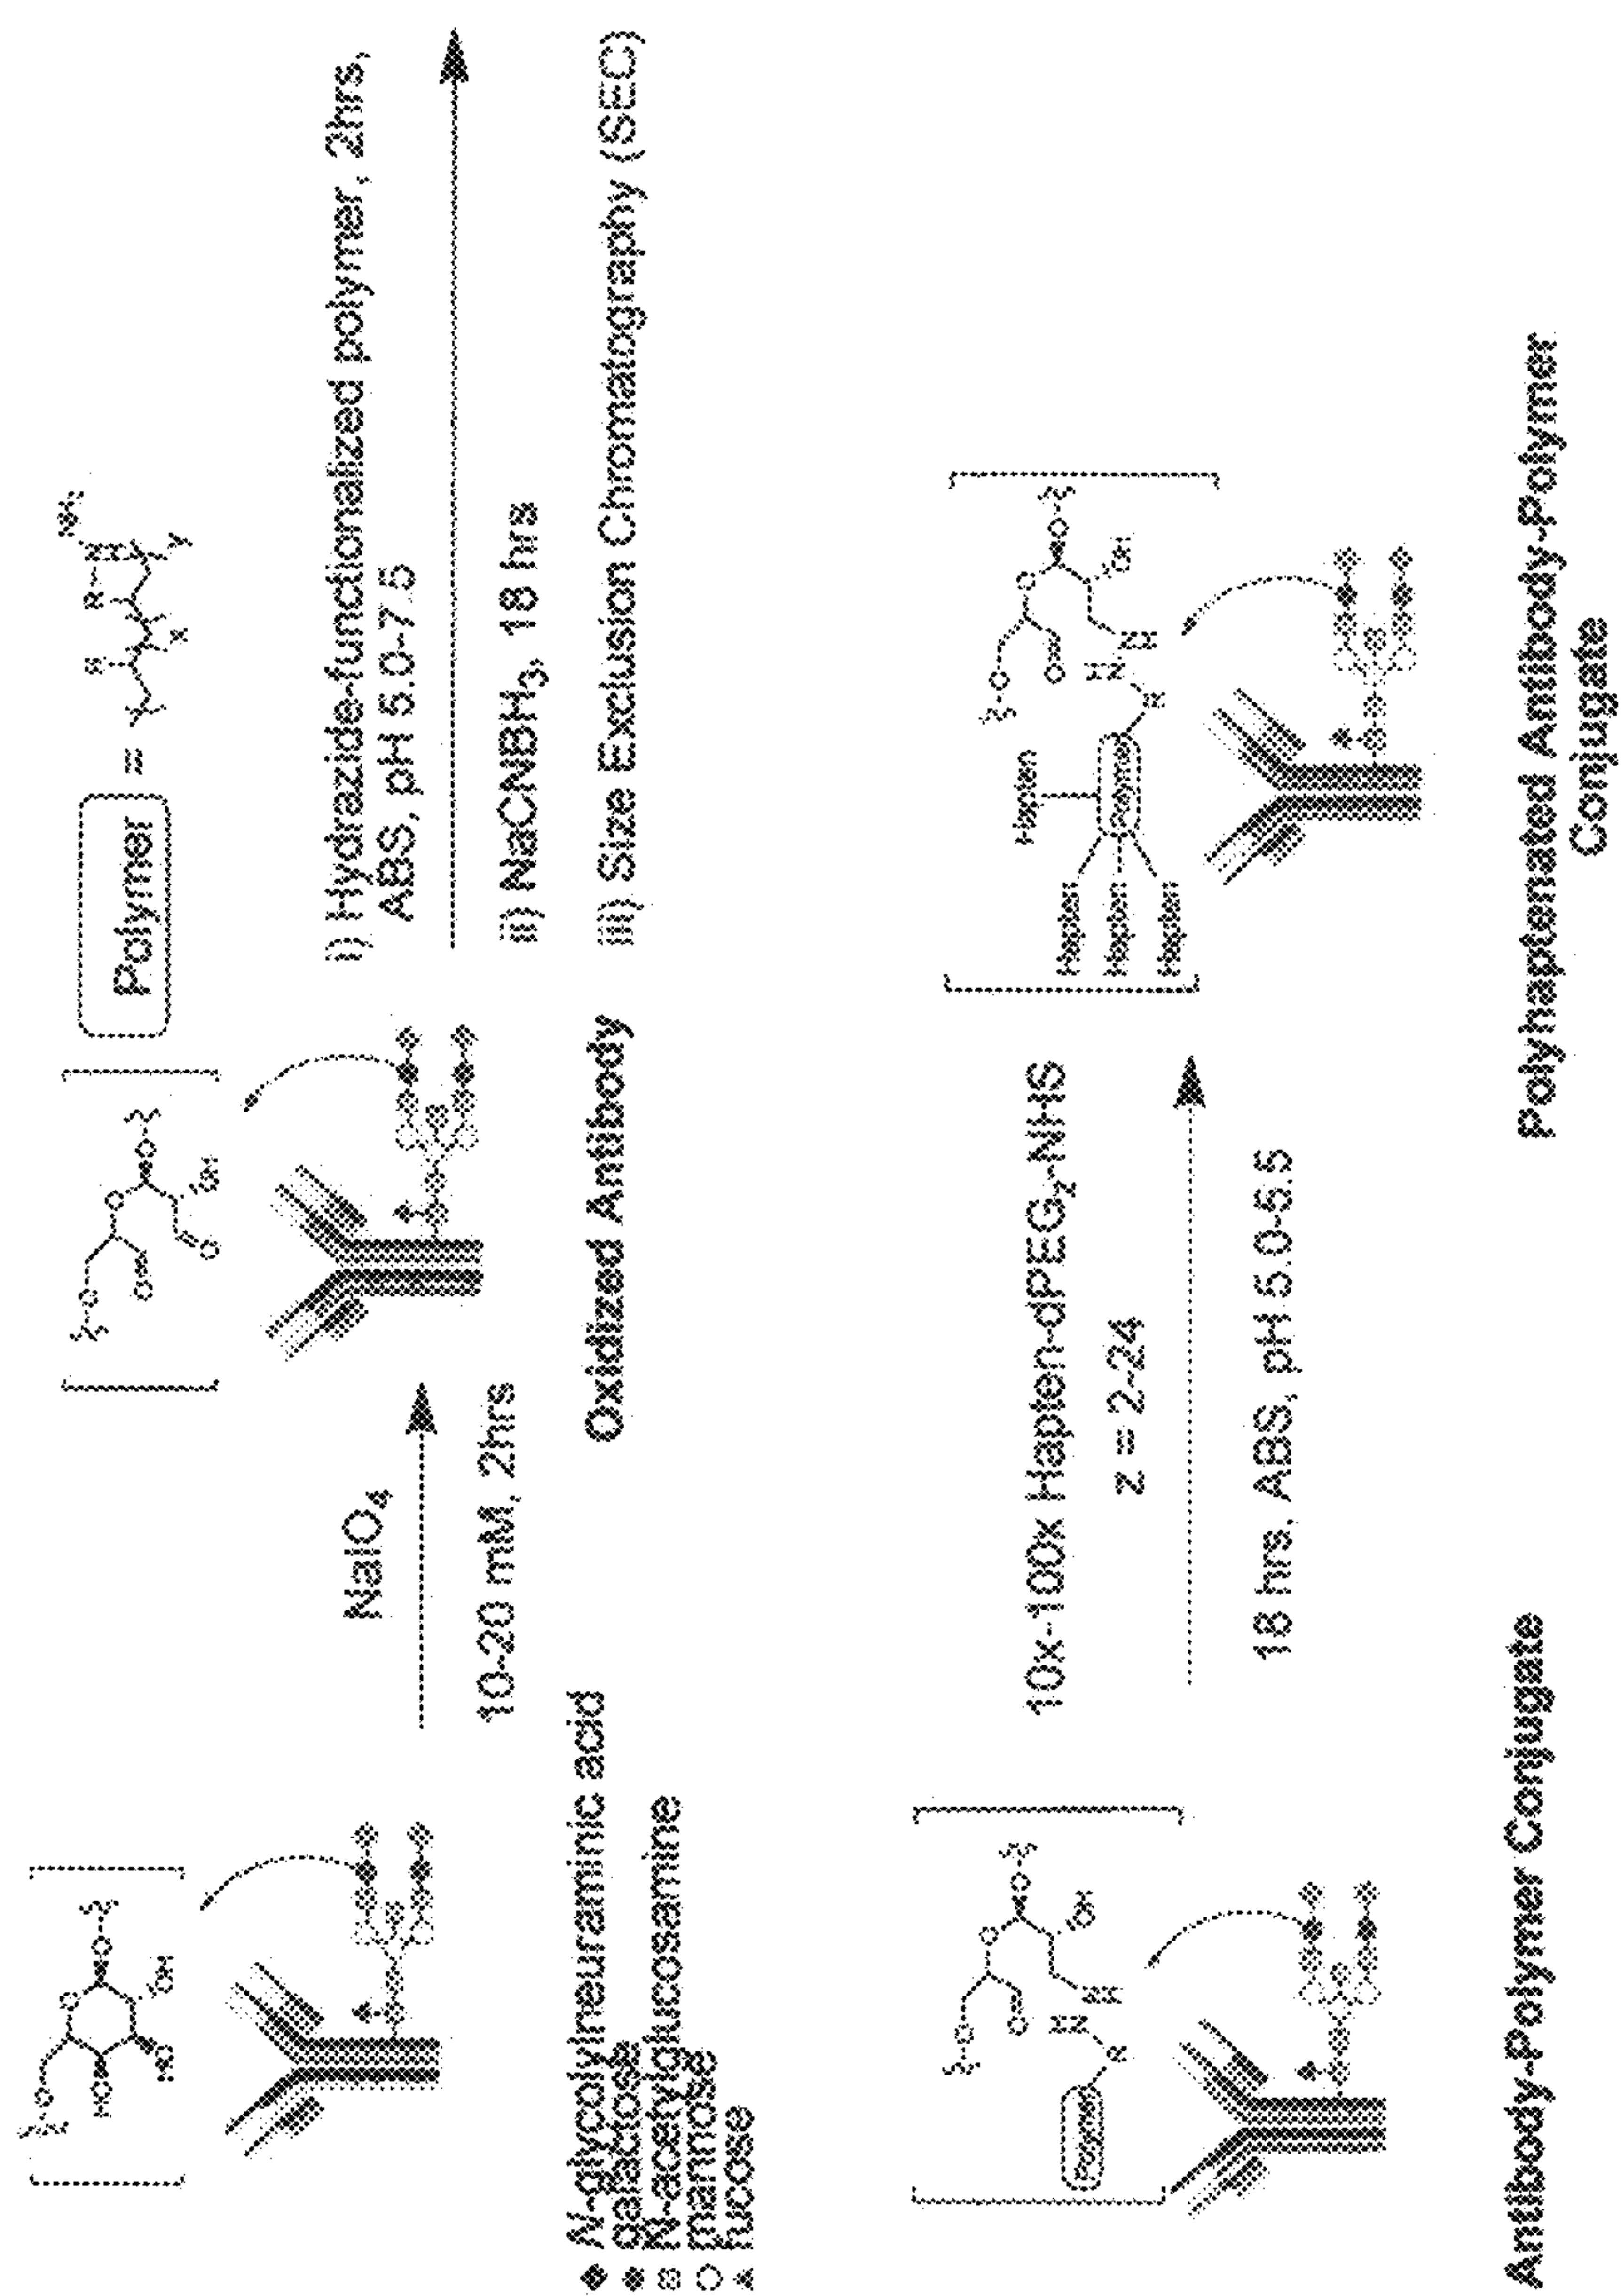 NaIO4
10-20 mM, 2hrs
N-glycolylneuraminic acid
galactose
N-acetylglucosamine
mannose
fucose
Oxidized Antibody
Polymer
=
i) Hydrazide-functionalized polymer, 2hrs,
ABS, pH 5.0-7.5
ii) NaCNBH3, 18 hrs
iii) Size Exclusion Chromatography (SEC)
Polymer
Antibody-Polymer Conjugate
10x-100x Hapten-dPEGz-NHS
z = 2-24
18 hrs, ABS, pH 5.0-5.5
Hapten
Hapten
Hapten
Hapten
Polymer
Polyhaptenated Antibody-Polymer
Conjugate